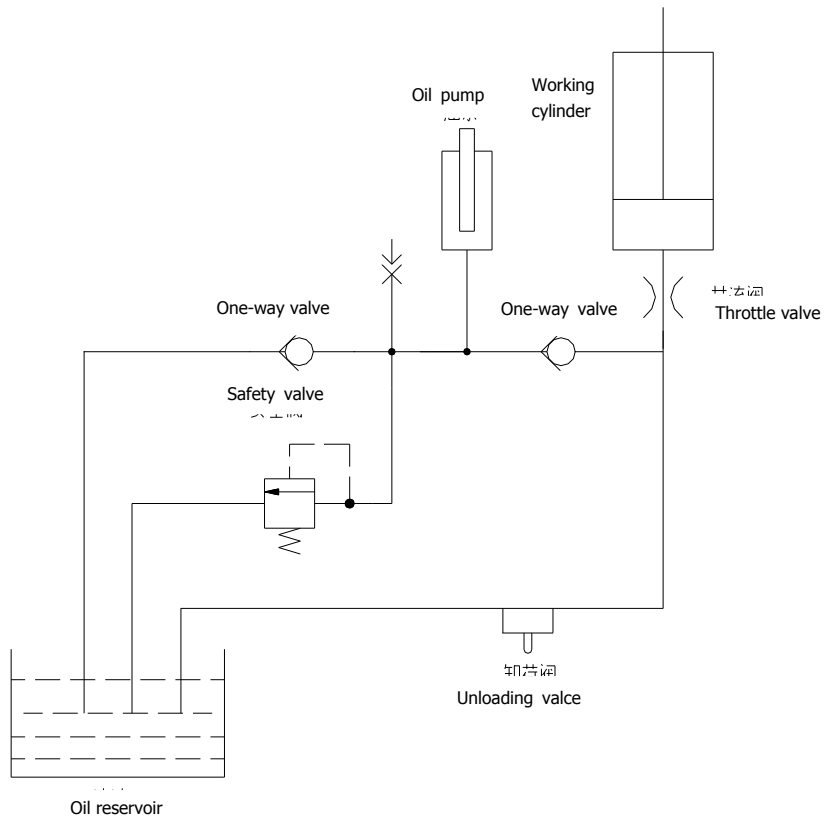 Oil pump
Working
cylinder
One-way valve
One-way valve
Throttle valve
Safety valve
Unloading valce
Oil reservoir